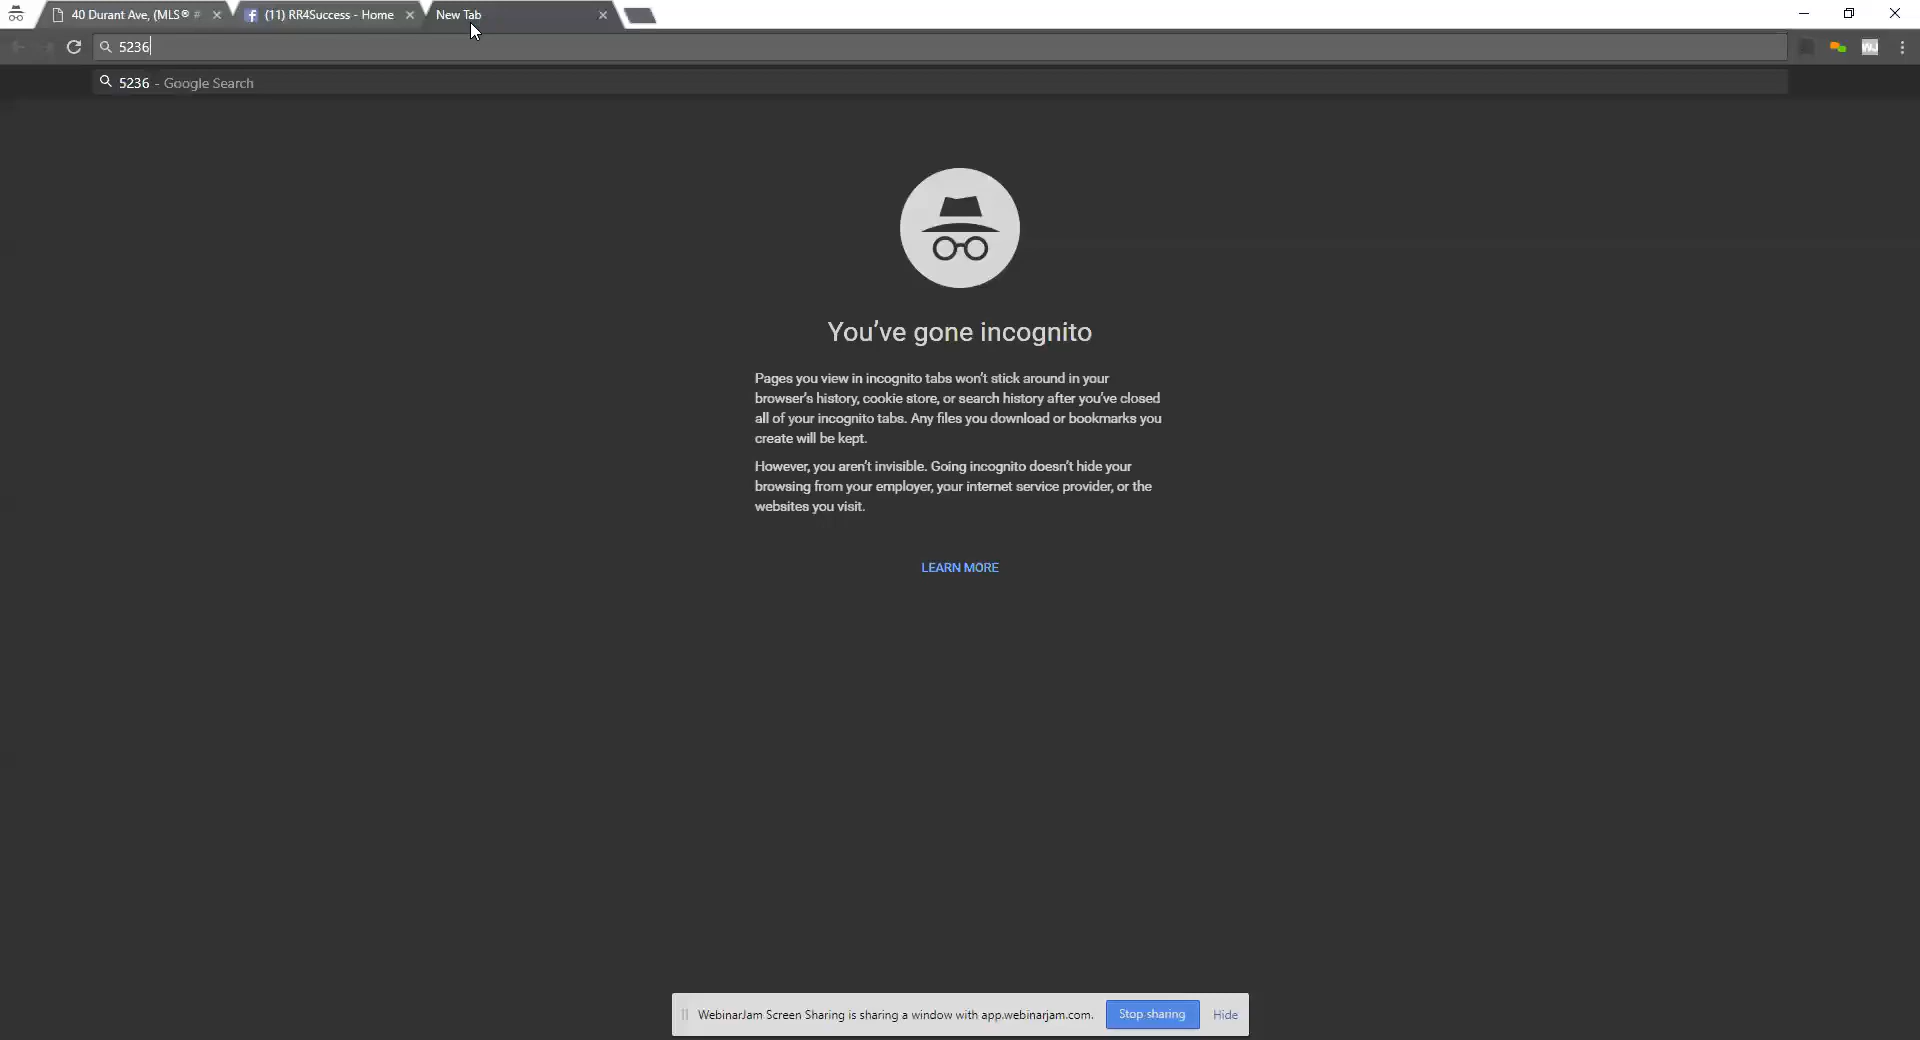 40 Durant Ave, (MLS® #
(11) RR4Success - Home
New Tab
5236
WJ
5236 - Google Search
You've gone incognito
Pages you view in incognito tabs won't stick around in your
browser's history, cookie store, or search history after you've closed
all of your incognito tabs. Any files you download or bookmarks you
create will be kept.
However, you aren't invisible. Going incognito doesn't hide your
browsing from your employer, your internet service provider, or the
websites you visit.
LEARN MORE
WebinarJam Screen Sharing is sharing a window with app.webinarjam.com. Stop sharing Hide